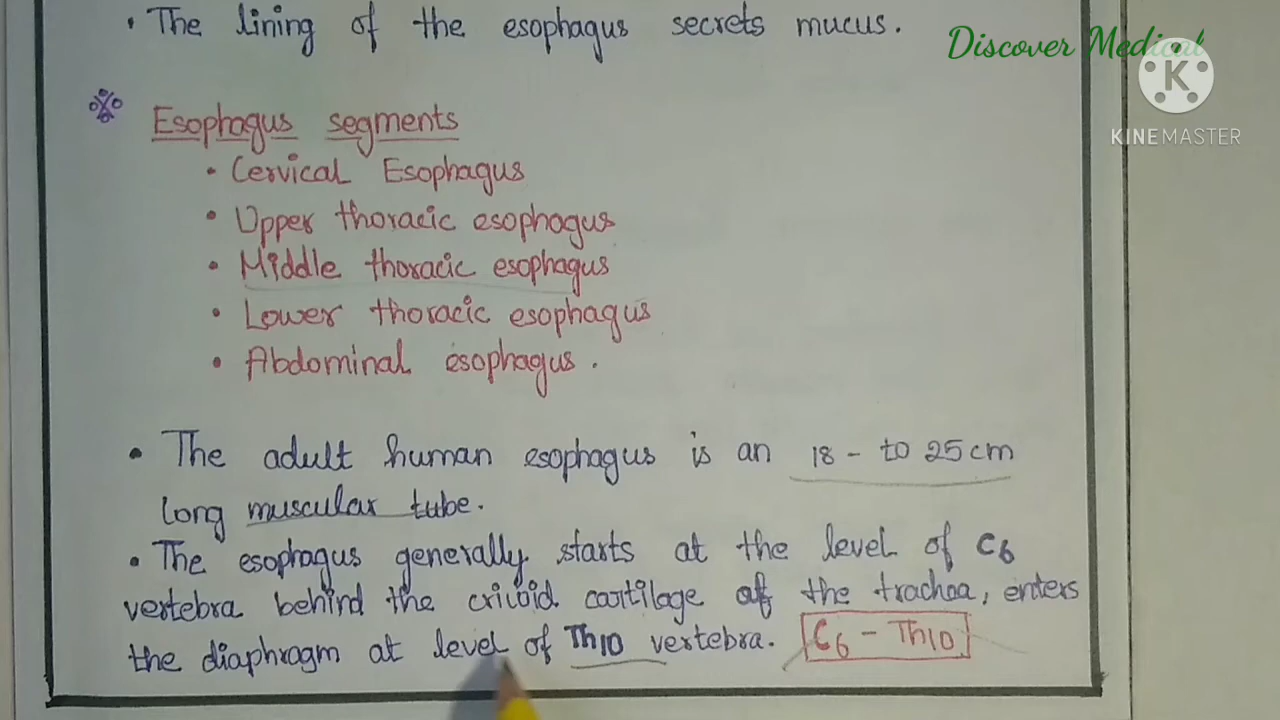 • The lining of the esophagus secrets mucus.
Discover Medical
K
KINEMASTER
Esophagus segments
• Cervical Esophagus
• Upper thoracic esophagus
• Middle thoracic esophagus
• Lower thoracic esophagus
• Abdominal esophagus.
• The adult human esophagus is an 18 - to 25 cm
long muscular tube.
• The esophagus generally starts at the level of C6
vertebra behind the cricoid cartilage of the trachea, enters
the diaphragm at level of Th10 vertebra. C6 - Th10